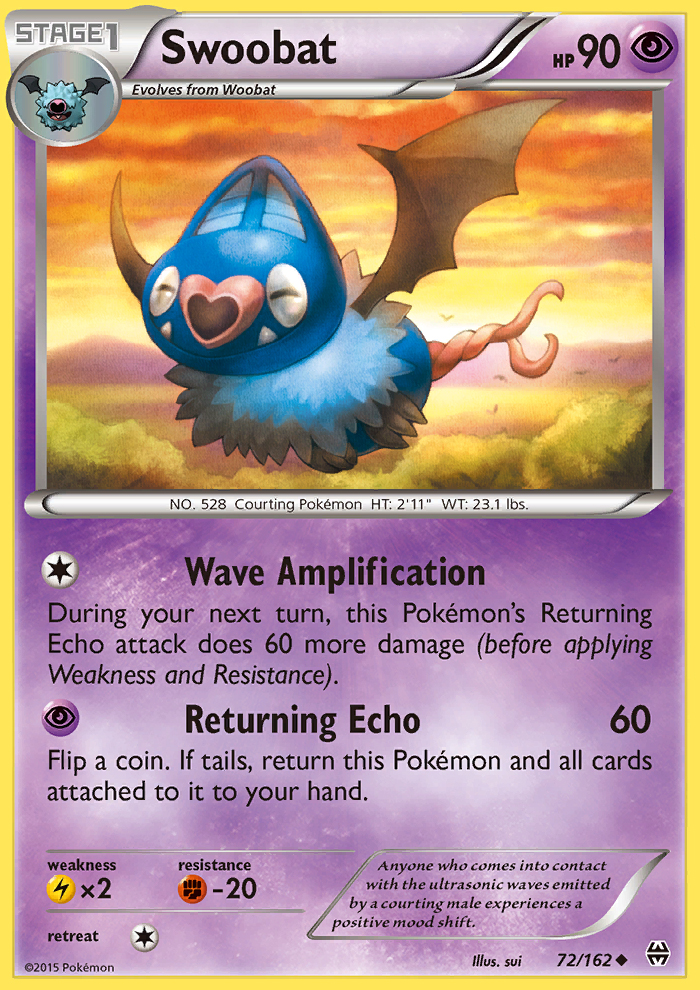 STAGE1
Swoobat
HP90
Evolves from Woobat
NO. 528 Courting Pokémon HT: 2'11" WT: 23.1 lbs.
Wave Amplification
During your next turn, this Pokémon's Returning
Echo attack does 60 more damage (before applying
Weakness and Resistance).
Returning Echo 60
Flip a coin. If tails, return this Pokémon and all cards
attached to it to your hand.
weakness
×2
resistance
-20
retreat
Anyone who comes into contact
with the ultrasonic waves emitted
by a courting male experiences a
positive mood shift.
©2015 Pokémon
Illus. sui
72/162